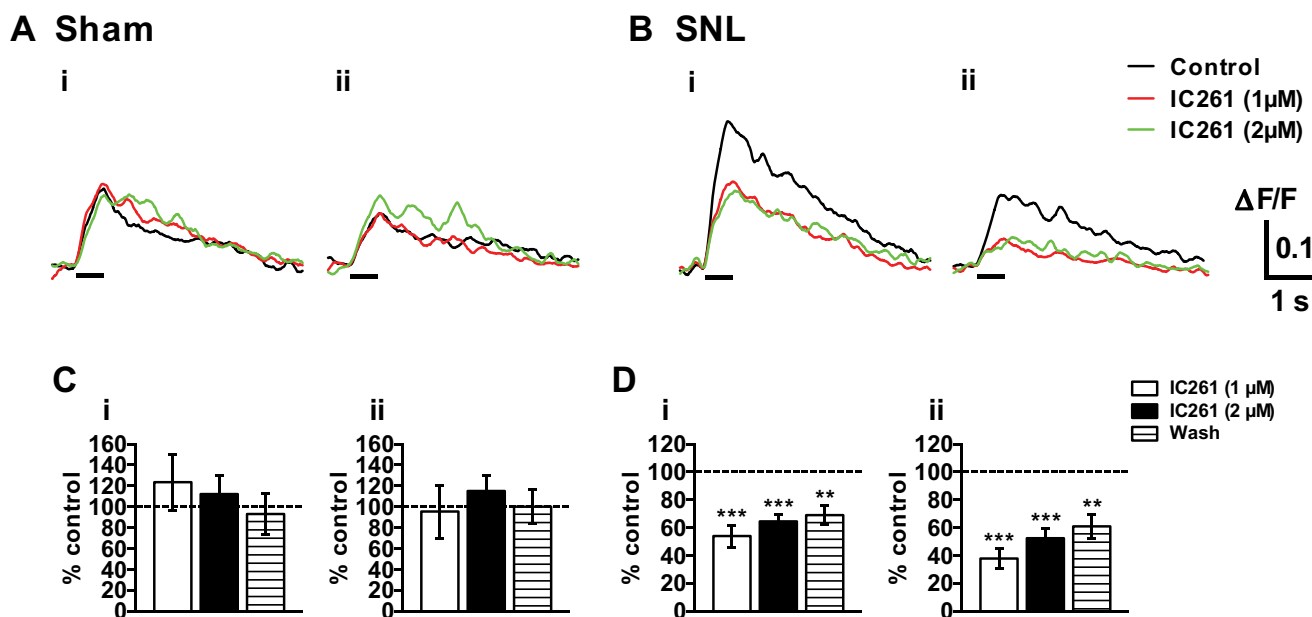 A Sham
B SNL
i
ii
i
ii
Control
IC261 (1µM)
IC261 (2µM)
ΔF/F
0.1
1 s
C
D
i
ii
i
ii
IC261 (1 µM)
IC261 (2 µM)
Wash
% control
160
140
120
100
80
60
40
20
0
% control
160
140
120
100
80
60
40
20
0
% control
120
100
80
60
40
20
0
*** *** **
% control
120
100
80
60
40
20
0
*** *** **